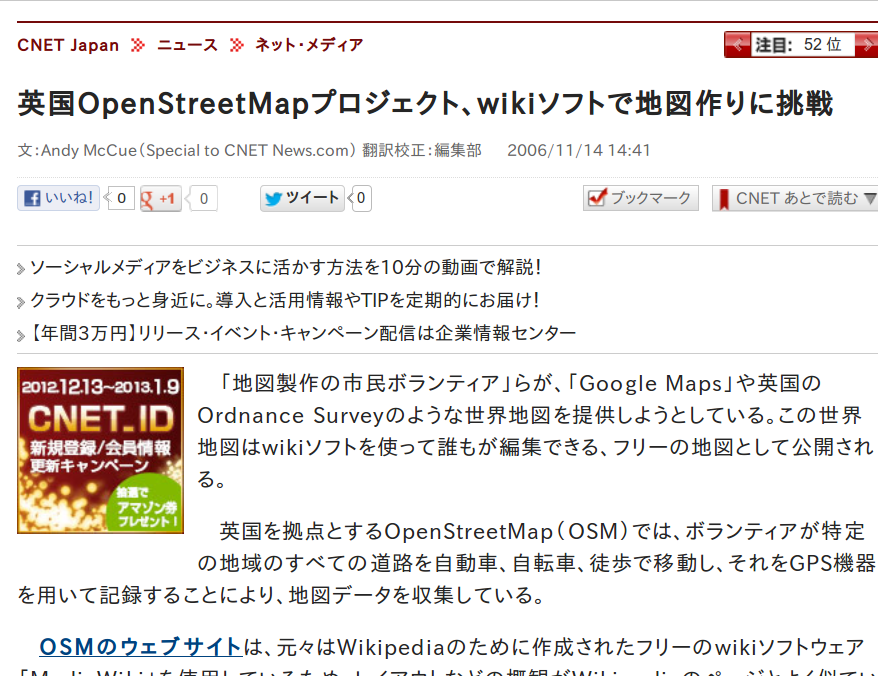 CNET Japan ニュース ネット・メディア
注目: 52 位
英国OpenStreetMapプロジェクト、wikiソフトで地図作りに挑戦
文：Andy McCue（Special to CNET News.com） 翻訳校正：編集部 2006/11/14 14:41
いいね! 0 +1 0 ツイート 0 ブックマーク CNET あとで読む ▼
ソーシャルメディアをビジネスに活かす方法を10分の動画で解説！
クラウドをもっと身近に。導入と活用情報やTIPを定期的にお届け！
【年間3万円】リリース・イベント・キャンペーン配信は企業情報センター
2012.12.13~2013.1.9
CNET_ID
新規登録/会員情報
更新キャンペーン
抽選で
アマゾン券
プレゼント！
「地図製作の市民ボランティア」らが、「Google Maps」や英国の
Ordnance Surveyのような世界地図を提供しようとしている。この世界
地図はwikiソフトを使って誰もが編集できる、フリーの地図として公開され
る。
英国を拠点とするOpenStreetMap（OSM）では、ボランティアが特定
の地域のすべての道路を自動車、自転車、徒歩で移動し、それをGPS機器
を用いて記録することにより、地図データを収集している。
OSMのウェブサイトは、元々はWikipediaのために作成されたフリーのwikiソフトウェア